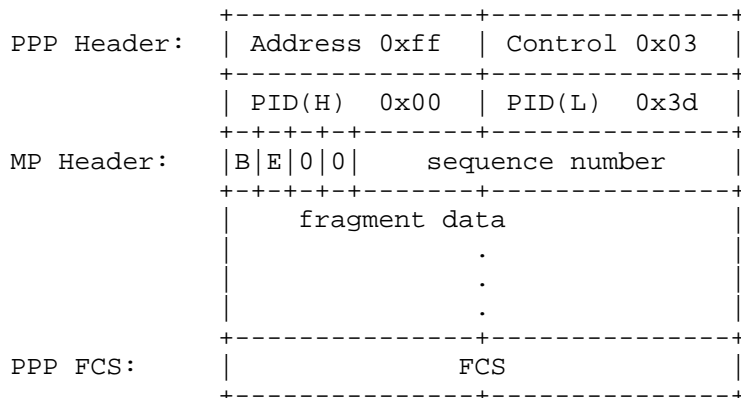 +---------------+---------------+
PPP Header:   | Address 0xff  | Control 0x03  |
              +---------------+---------------+
              | PID(H)  0x00  | PID(L)  0x3d  |
              +-+-+-+-+-------+---------------+
MP Header:    |B|E|0|0|    sequence number    |
              +-+-+-+-+-------+---------------+
              |    fragment data              |
              |               .               |
              |               .               |
              |               .               |
              +---------------+---------------+
PPP FCS:      |              FCS              |
              +---------------+---------------+